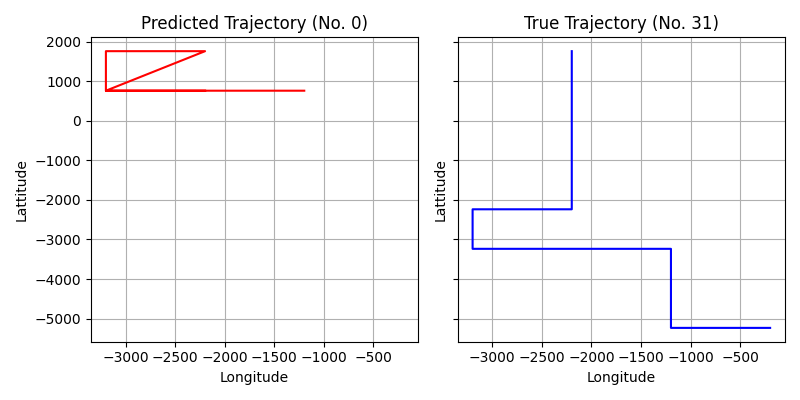 Predicted Trajectory (No. 0)
2000
1000
0
−1000
−2000
−3000
−4000
−5000
Lattitude
−3000 −2500 −2000 −1500 −1000 −500
Longitude
True Trajectory (No. 31)
Lattitude
−3000 −2500 −2000 −1500 −1000 −500
Longitude